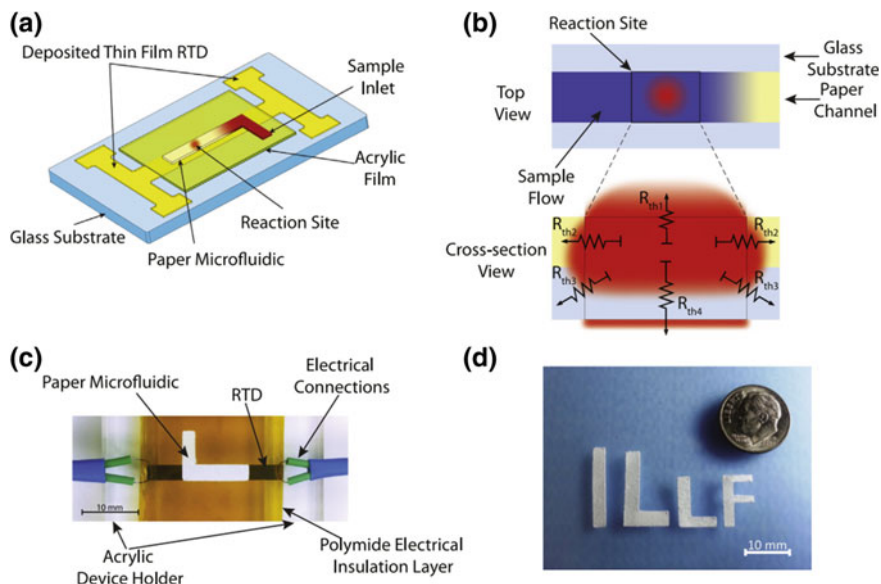 (a)
Deposited Thin Film RTD
Sample
Inlet
Acrylic
Film
Reaction Site
Glass Substrate
Paper Microfluidic
(b)
Reaction Site
Glass
Substrate
Paper
Channel
Top
View
Sample
Flow
Rth1
Rth2
Rth2
Cross-section
View
Rth3
Rth3
Rth4
(c)
Paper Microfluidic
Electrical
Connections
RTD
10 mm
Acrylic
Device Holder
Polymide Electrical
Insulation Layer
(d)
ILLF
10 mm